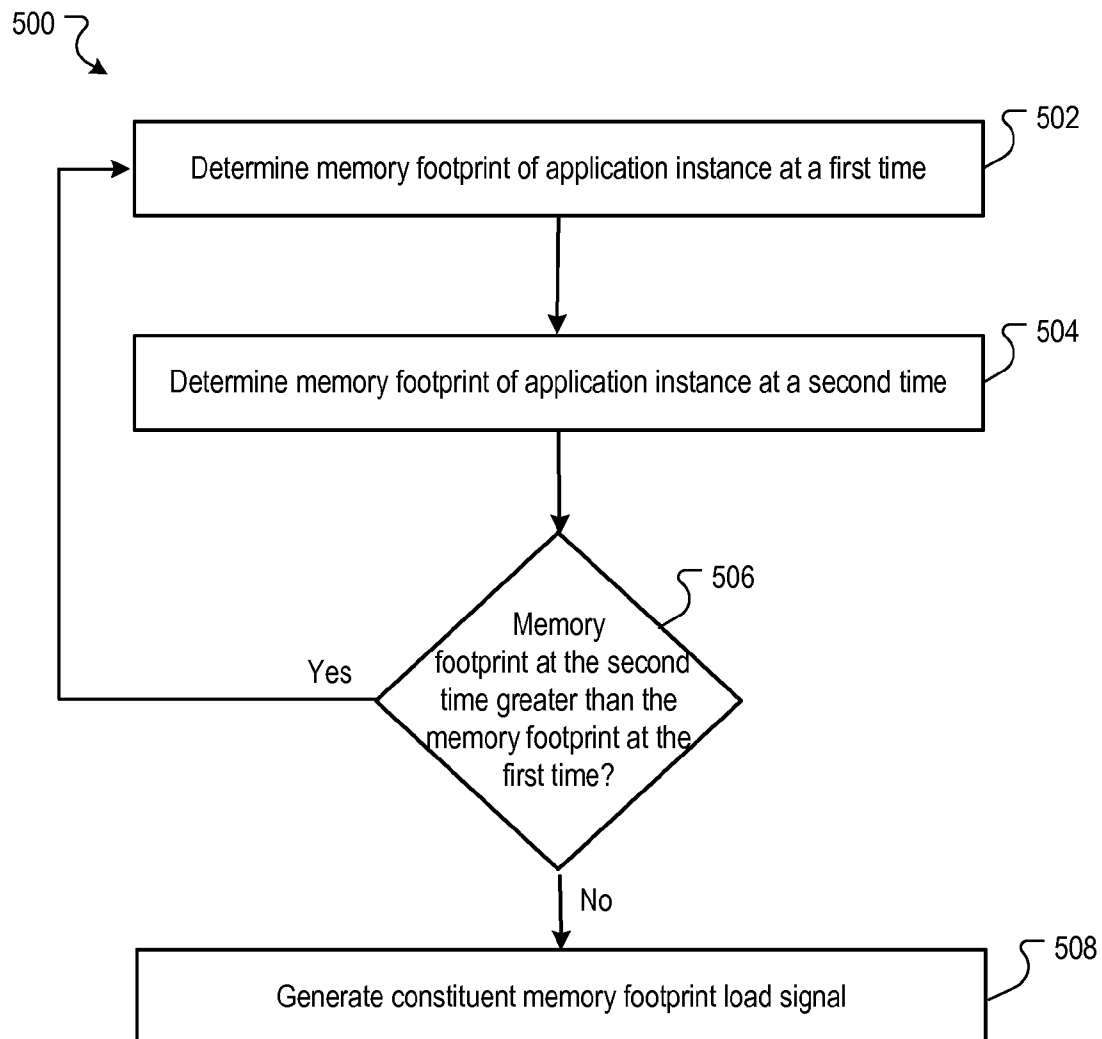 500
502
Determine memory footprint of application instance at a first time
504
Determine memory footprint of application instance at a second time
506
Memory
footprint at the second
time greater than the
memory footprint at the
first time?
Yes
No
508
Generate constituent memory footprint load signal